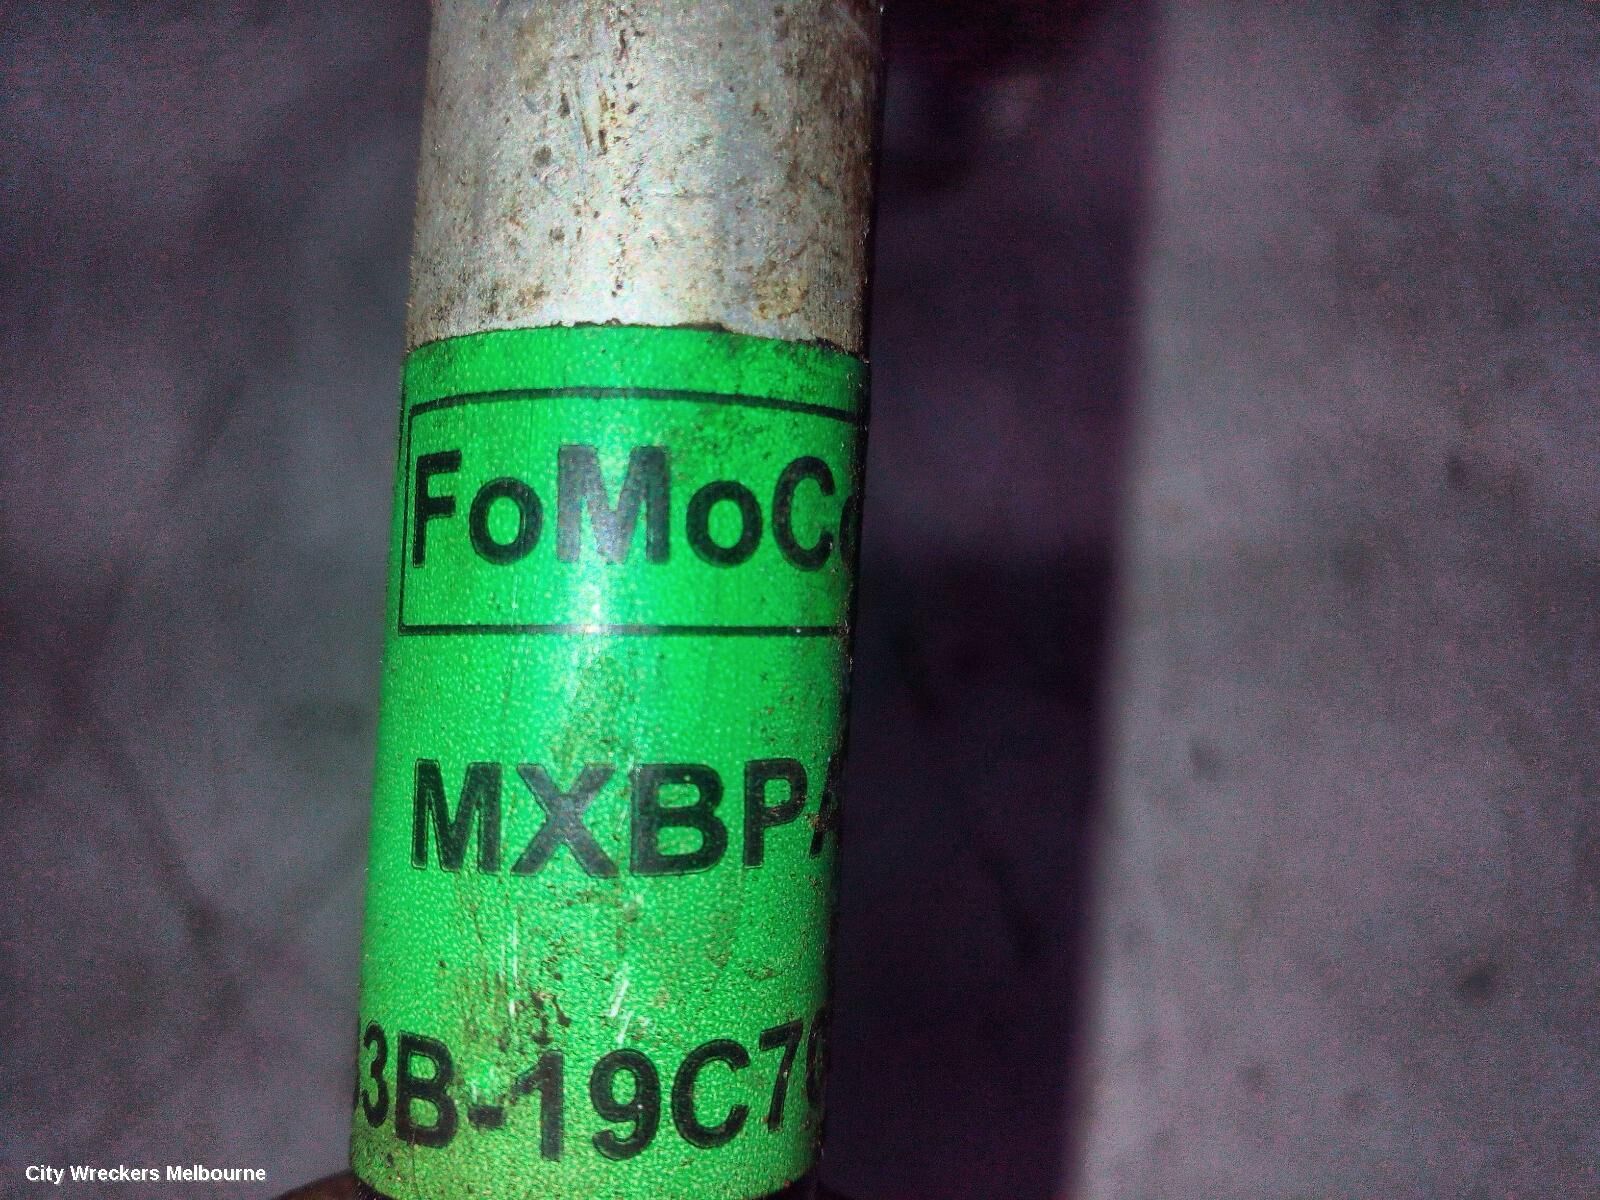 FoMoCo
MXBPA
3B-19C7
City Wreckers Melbourne